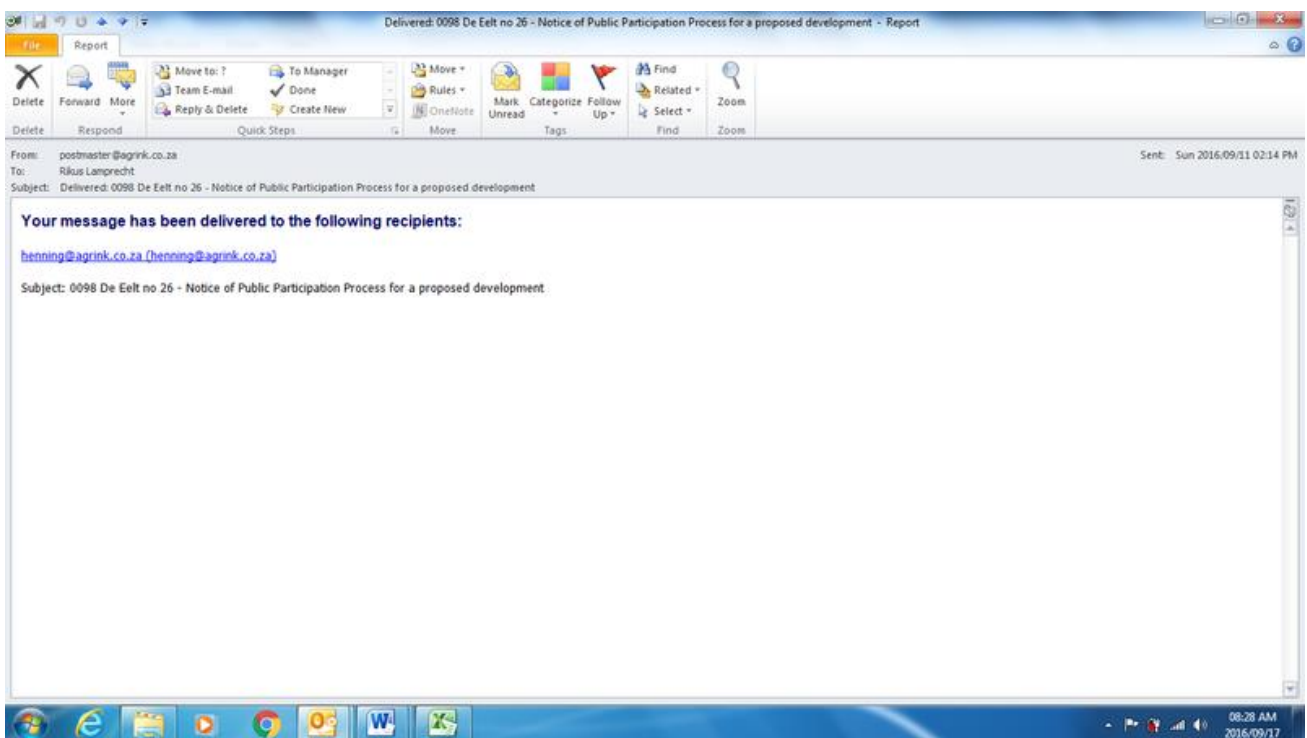 Delivered: 0098 De Eelt no 26 - Notice of Public Participation Process for a proposed development - Report
File Report
Move to: ? To Manager Move Find
Team E-mail Done Rules Related
Delete Forward More Reply & Delete Create New OneNote Mark Unread Categorize Follow Up Select Zoom
Delete Respond Quick Steps Move Tags Find Zoom
From: postmaster@agrink.co.za Sent: Sun 2016/09/11 02:14 PM
To: Rikus Lamprecht
Subject: Delivered: 0098 De Eelt no 26 - Notice of Public Participation Process for a proposed development
Your message has been delivered to the following recipients:
henning@agrink.co.za (henning@agrink.co.za)
Subject: 0098 De Eelt no 26 - Notice of Public Participation Process for a proposed development
08:28 AM
2016/09/17